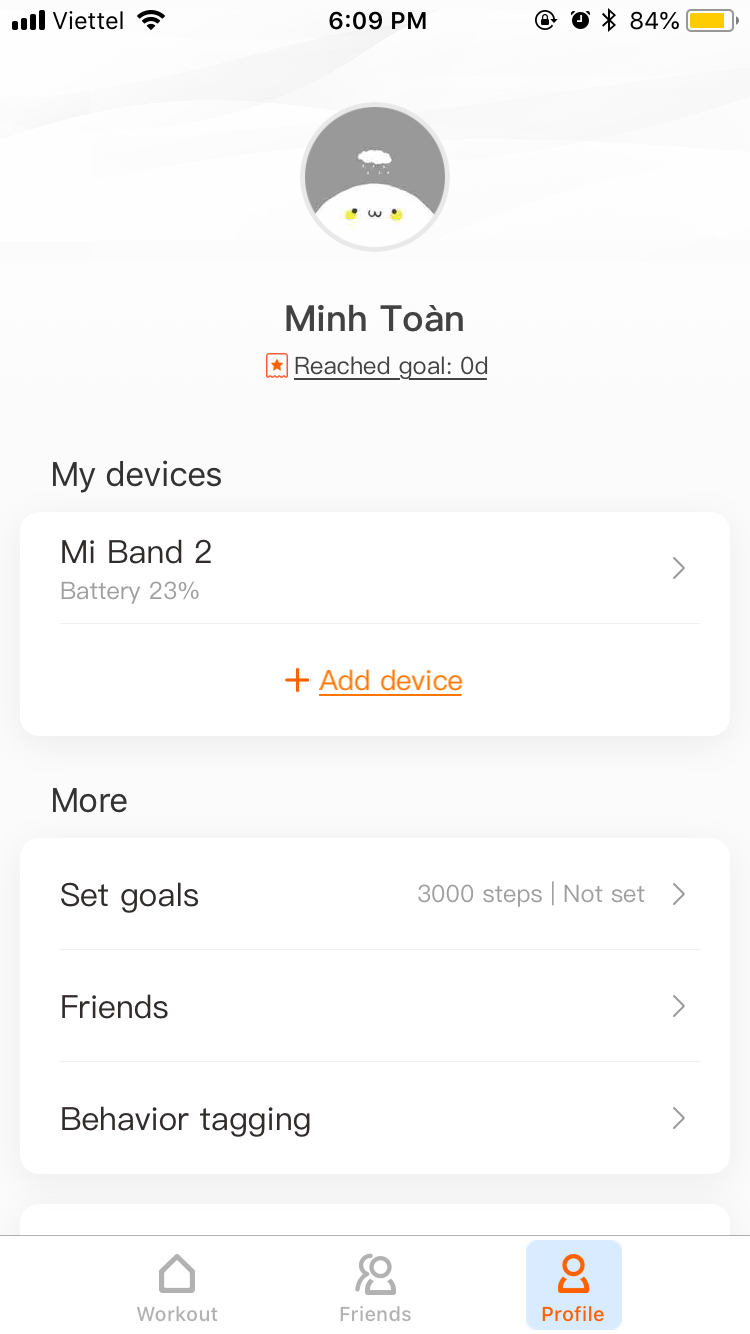 Viettel 6:09 PM 84%
Minh Toàn
Reached goal: 0d
My devices
Mi Band 2
Battery 23%
+ Add device
More
Set goals 3000 steps | Not set
Friends
Behavior tagging
Workout Friends Profile